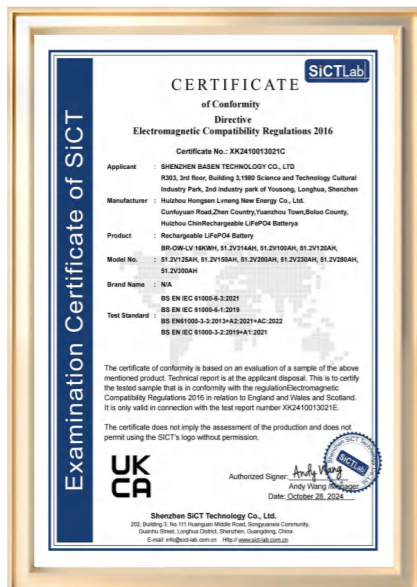 SiCTLab
Examination Certificate of SiCT
CERTIFICATE
of Conformity
Directive
Electromagnetic Compatibility Regulations 2016
Certificate No.: XK2410013021C
Applicant : SHENZHEN BASEN TECHNOLOGY CO., LTD
R303, 3rd floor, Building 3,1980 Science and Technology Cultural
Industry Park, 2nd industry park of Yousong, Longhua, Shenzhen
Manufacturer : Huizhou Hongsen Lvneng New Energy Co., Ltd.
Cunfuyuan Road,Zhen Country,Yuanzhou Town,Boluo County,
Huizhou ChinRechargeable LiFePO4 Batterya
Product : Rechargeable LiFePO4 Battery
BR-OW-LV 16KWH, 51.2V314AH, 51.2V100AH, 51.2V120AH,
Model No. : 51.2V125AH, 51.2V150AH, 51.2V200AH, 51.2V230AH, 51.2V280AH,
51.2V300AH
Brand Name : N/A
BS EN IEC 61000-6-3:2021
Test Standard : BS EN IEC 61000-6-1:2019
BS EN61000-3-3:2013+A2:2021+AC:2022
BS EN IEC 61000-3-2:2019+A1:2021
The certificate of conformity is based on an evaluation of a sample of the above
mentioned product. Technical report is at the applicant disposal. This is to certify
the tested sample that is in conformity with the regulationElectromagnetic
Compatibility Regulations 2016 in relation to England and Wales and Scotland.
It is only valid in connection with the test report number XK2410013021E.
The certificate does not imply the assessment of the production and does not
permit using the SICT's logo without permission.
UK
CA
Authorized Signer: Andy Wang
Andy Wang /Manager
Date: October 28, 2024
SiCTLab
Shenzhen SiCT Technology Co., Ltd.
202, Building 3, No.111 Huanguan Middle Road, Songyuanxia Community,
Guanhu Street, Longhua District, Shenzhen, Guangdong, China
E-mail: info@sict-lab.com.cn Http:// www.sict-lab.com.cn